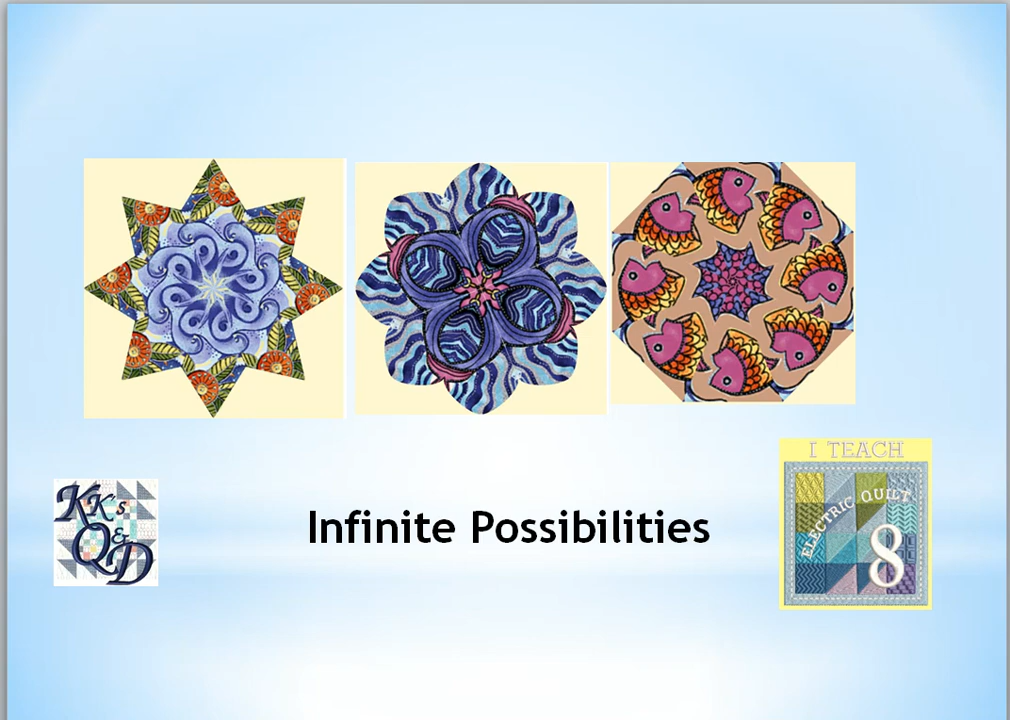 I TEACH
ELECTRIC QUILT
8
KK's
Q&D
Infinite Possibilities